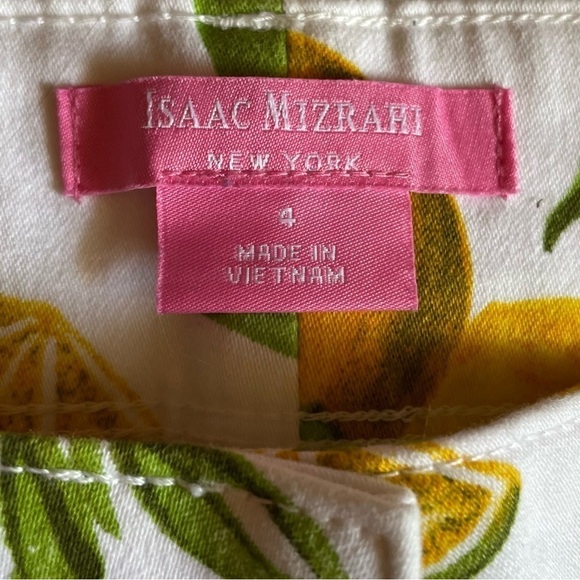 ISAAC MIZRAHI
NEW YORK
4
MADE IN
VIETNAM